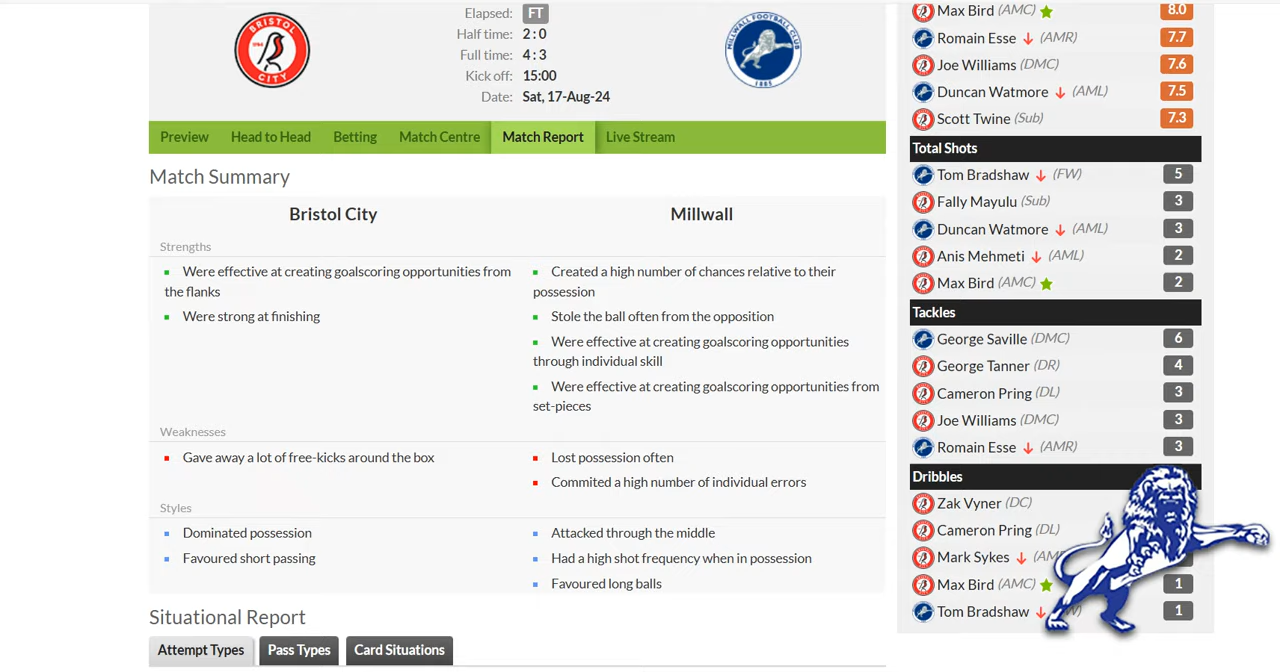 BRISTOL
CITY
MILLWALL FOOTBALL CLUB
1885
Elapsed: FT
Half time: 2 : 0
Full time: 4 : 3
Kick off: 15:00
Date: Sat, 17-Aug-24
Preview Head to Head Betting Match Centre Match Report Live Stream
Match Summary
Bristol City Millwall
Strengths
Were effective at creating goalscoring opportunities from
the flanks
Were strong at finishing
Created a high number of chances relative to their
possession
Stole the ball often from the opposition
Were effective at creating goalscoring opportunities
through individual skill
Were effective at creating goalscoring opportunities from
set-pieces
Weaknesses
Gave away a lot of free-kicks around the box
Lost possession often
Commited a high number of individual errors
Styles
Dominated possession
Favoured short passing
Attacked through the middle
Had a high shot frequency when in possession
Favoured long balls
Situational Report
Attempt Types Pass Types Card Situations
Max Bird (AMC) 8.0
Romain Esse (AMR) 7.7
Joe Williams (DMC) 7.6
Duncan Watmore (AML) 7.5
Scott Twine (Sub) 7.3
Total Shots
Tom Bradshaw (FW) 5
Fally Mayulu (Sub) 3
Duncan Watmore (AML) 3
Anis Mehmeti (AML) 2
Max Bird (AMC) 2
Tackles
George Saville (DMC) 6
George Tanner (DR) 4
Cameron Pring (DL) 3
Joe Williams (DMC) 3
Romain Esse (AMR) 3
Dribbles
Zak Vyner (DC)
Cameron Pring (DL)
Mark Sykes
Max Bird (AMC) 1
Tom Bradshaw 1